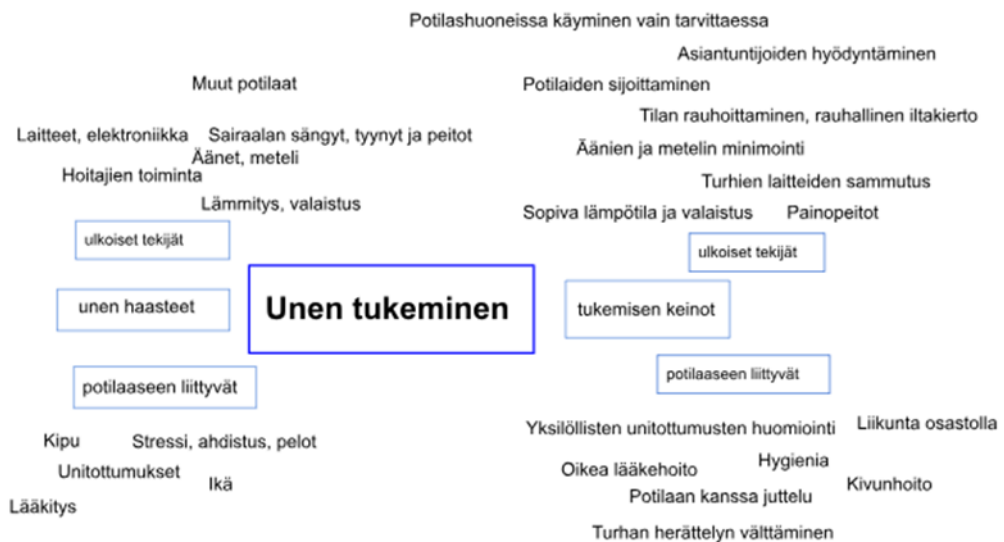 Potilashuoneissa käyminen vain tarvittaessa
Asiantuntijoiden hyödyntäminen
Muut potilaat
Potilaiden sijoittaminen
Tilan rauhoittaminen, rauhallinen iltakierto
Laitteet, elektroniikka
Sairaalan sängyt, tyynyt ja peitot
Äänet, meteli
Äänien ja metelin minimointi
Hoitajien toiminta
Turhien laitteiden sammutus
Lämmitys, valaistus
Sopiva lämpötila ja valaistus
Painopeitot
ulkoiset tekijät
ulkoiset tekijät
unen haasteet
Unen tukeminen
tukemisen keinot
potilaaseen liittyvät
potilaaseen liittyvät
Yksilöllisten unitottumusten huomiointi
Liikunta osastolla
Kipu
Stressi, ahdistus, pelot
Hygienia
Unitottumukset
Oikea lääkehoito
Ikä
Kivunhoito
Potilaan kanssa juttelu
Lääkitys
Turhan herättelyn välttäminen